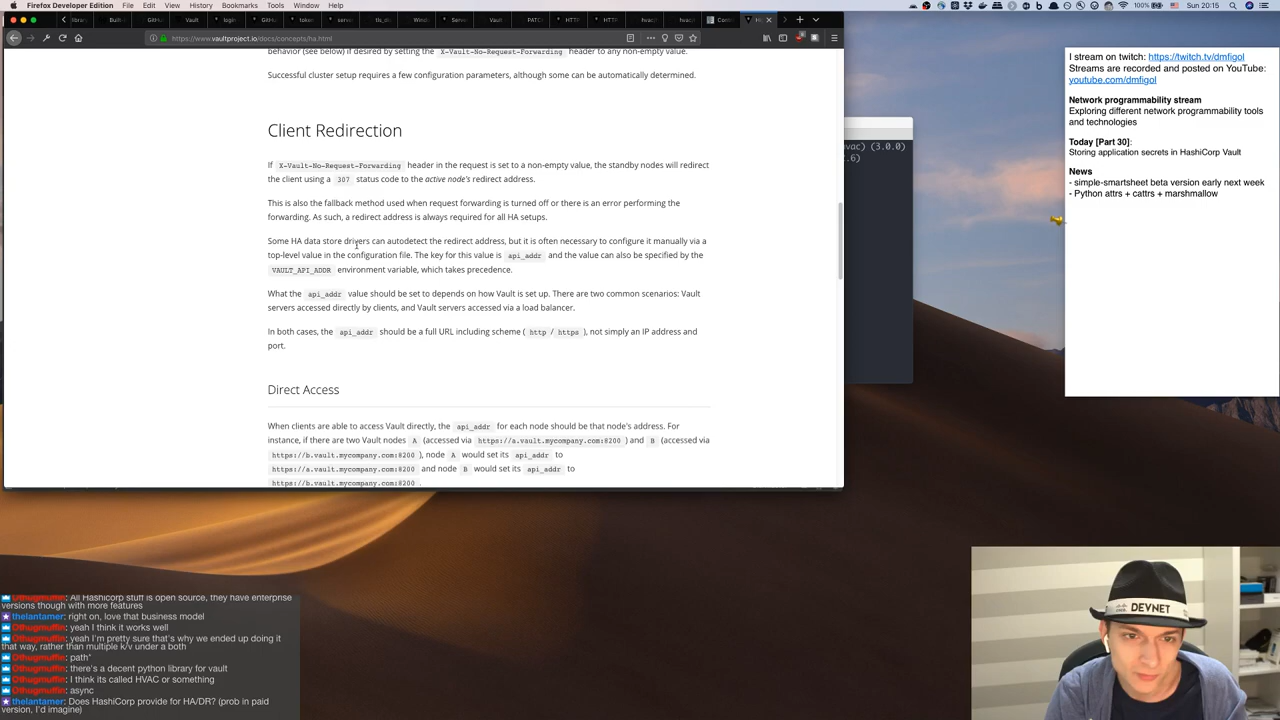 Firefox Developer Edition File Edit View History Bookmarks Tools Window Help
100% Sun 20:15
https://www.vaultproject.io/docs/concepts/ha.html
behavior (see below) if desired by setting the X-Vault-No-Request-Forwarding header to any non-empty value.
Successful cluster setup requires a few configuration parameters, although some can be automatically determined.
Client Redirection
If X-Vault-No-Request-Forwarding header in the request is set to a non-empty value, the standby nodes will redirect
the client using a 307 status code to the active node's redirect address.
This is also the fallback method used when request forwarding is turned off or there is an error performing the
forwarding. As such, a redirect address is always required for all HA setups.
Some HA data store drivers can autodetect the redirect address, but it is often necessary to configure it manually via a
top-level value in the configuration file. The key for this value is api_addr and the value can also be specified by the
VAULT_API_ADDR environment variable, which takes precedence.
What the api_addr value should be set to depends on how Vault is set up. There are two common scenarios: Vault
servers accessed directly by clients, and Vault servers accessed via a load balancer.
In both cases, the api_addr should be a full URL including scheme ( http / https ), not simply an IP address and
port.
Direct Access
When clients are able to access Vault directly, the api_addr for each node should be that node's address. For
instance, if there are two Vault nodes A (accessed via https://a.vault.mycompany.com:8200 ) and B (accessed via
https://b.vault.mycompany.com:8200 ), node A would set its api_addr to
https://a.vault.mycompany.com:8200 and node B would set its api_addr to
https://b.vault.mycompany.com:8200 .
vac) (3.0.0)
2.6)
I stream on twitch: https://twitch.tv/dmfigol
Streams are recorded and posted on YouTube:
youtube.com/dmfigol
Network programmability stream
Exploring different network programmability tools
and technologies
Today [Part 30]:
Storing application secrets in HashiCorp Vault
News
- simple-smartsheet beta version early next week
- Python attrs + cattrs + marshmallow
Othugmuffin: All Hashicorp stuff is open source, they have enterprise
versions though with more features
thelantamer: right on, love that business model
Othugmuffin: yeah I think it works well
Othugmuffin: yeah I'm pretty sure that's why we ended up doing it
that way, rather than multiple k/v under a both
Othugmuffin: path*
Othugmuffin: there's a decent python library for vault
Othugmuffin: I think its called HVAC or something
Othugmuffin: async
thelantamer: Does HashiCorp provide for HA/DR? (prob in paid
version, I'd imagine)
DEVNET